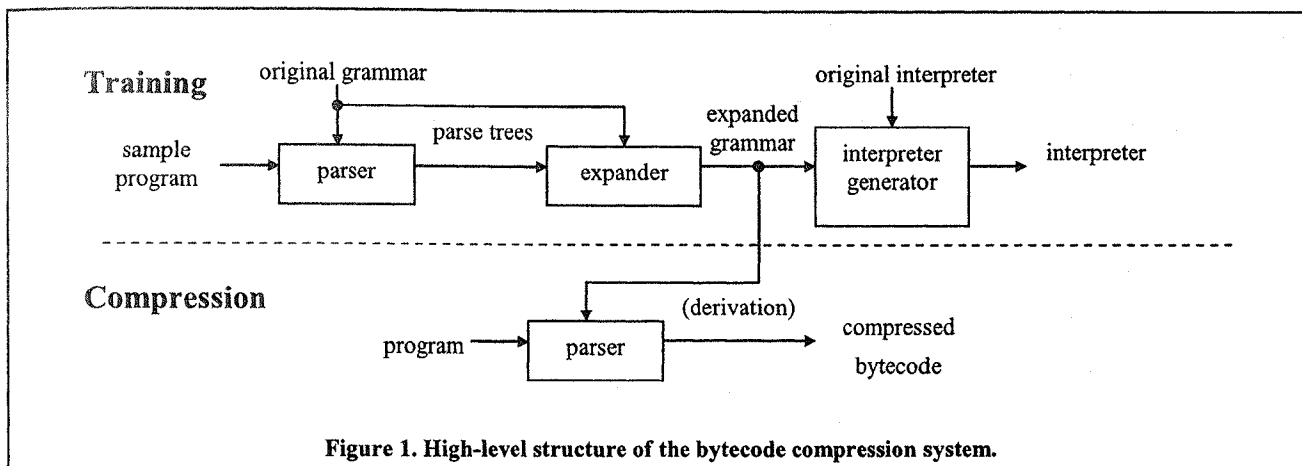 Training
original grammar
original interpreter
sample
program
parser
parse trees
expander
expanded
grammar
interpreter
generator
interpreter
Compression
program
parser
(derivation)
compressed
bytecode
Figure 1. High-level structure of the bytecode compression system.